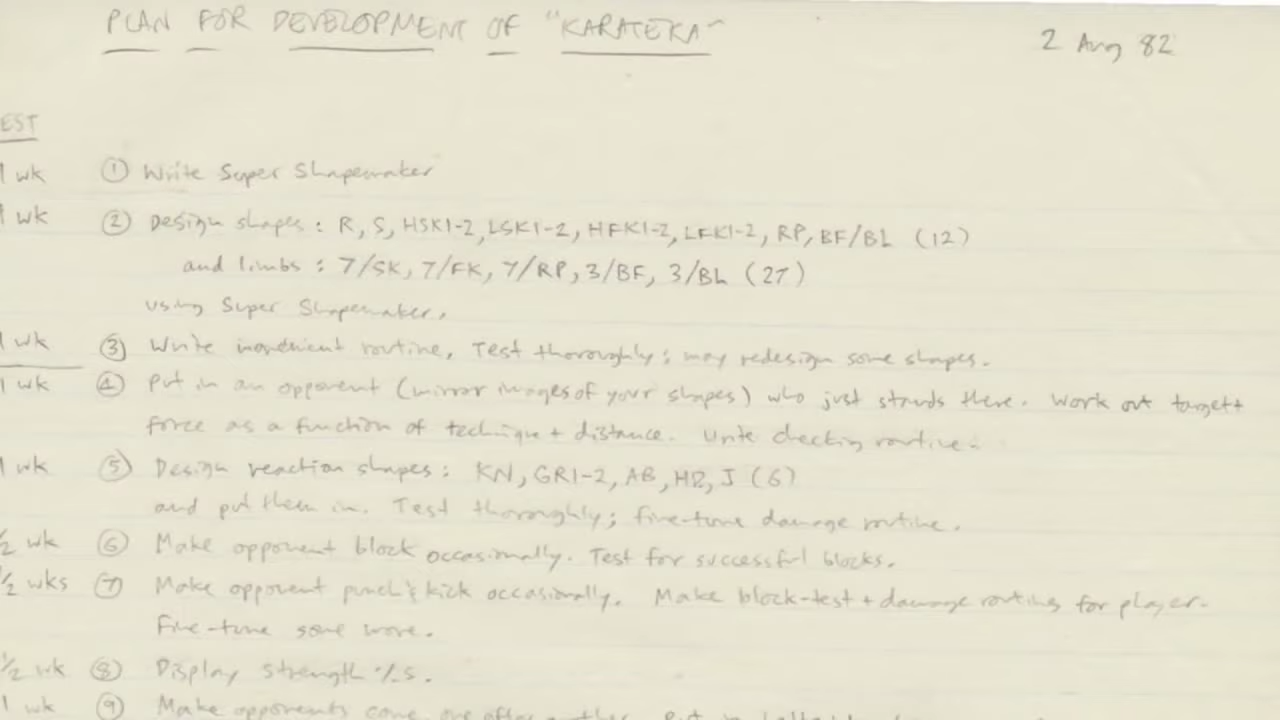 PLAN FOR DEVELOPMENT OF "KARATEKA" 2 Aug 82
EST
1 wk ① Write Super Shapemaker
1 wk ② Design shapes: R, S, HSK1-2, LSK1-2, HFK1-2, LFK1-2, RP, BF/BL (12)
and limbs: 7/SK, 7/FK, 7/RP, 3/BF, 3/BL (27)
using Super Shapemaker.
1 wk ③ Write movement routine. Test thoroughly; may redesign some shapes.
1 wk ④ Put in an opponent (mirror images of your shapes) who just stands there. Work out target +
force as a function of technique + distance. Write checking routine.
1 wk ⑤ Design reaction shapes: KN, GR1-2, AB, HD, J (6)
and put them in. Test thoroughly; fine-tune damage routine.
/2 wk ⑥ Make opponent block occasionally. Test for successful blocks.
/2 wks ⑦ Make opponent punch & kick occasionally. Make block-test + damage routines for player.
Fine-tune some more.
1/2 wk ⑧ Display strength %s.
1 wk ⑨ Make opponents come one after another. Put in